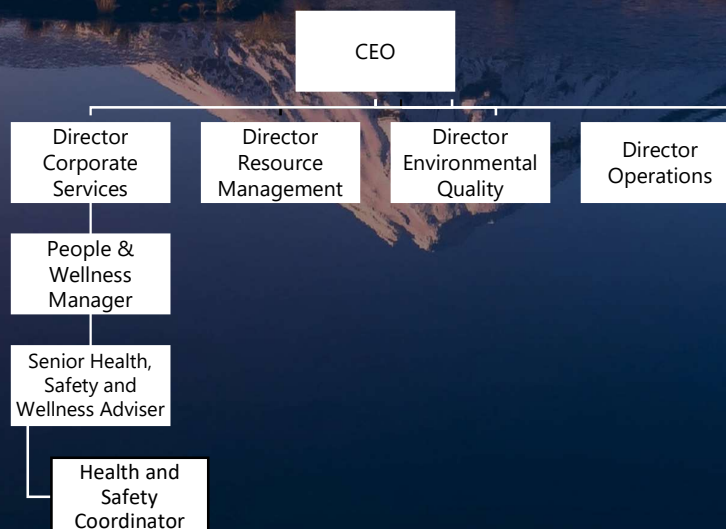 CEO
Director
Corporate
Services
Director
Resource
Management
Director
Environmental
Quality
Director
Operations
People &
Wellness
Manager
Senior Health,
Safety and
Wellness Adviser
Health and
Safety
Coordinator